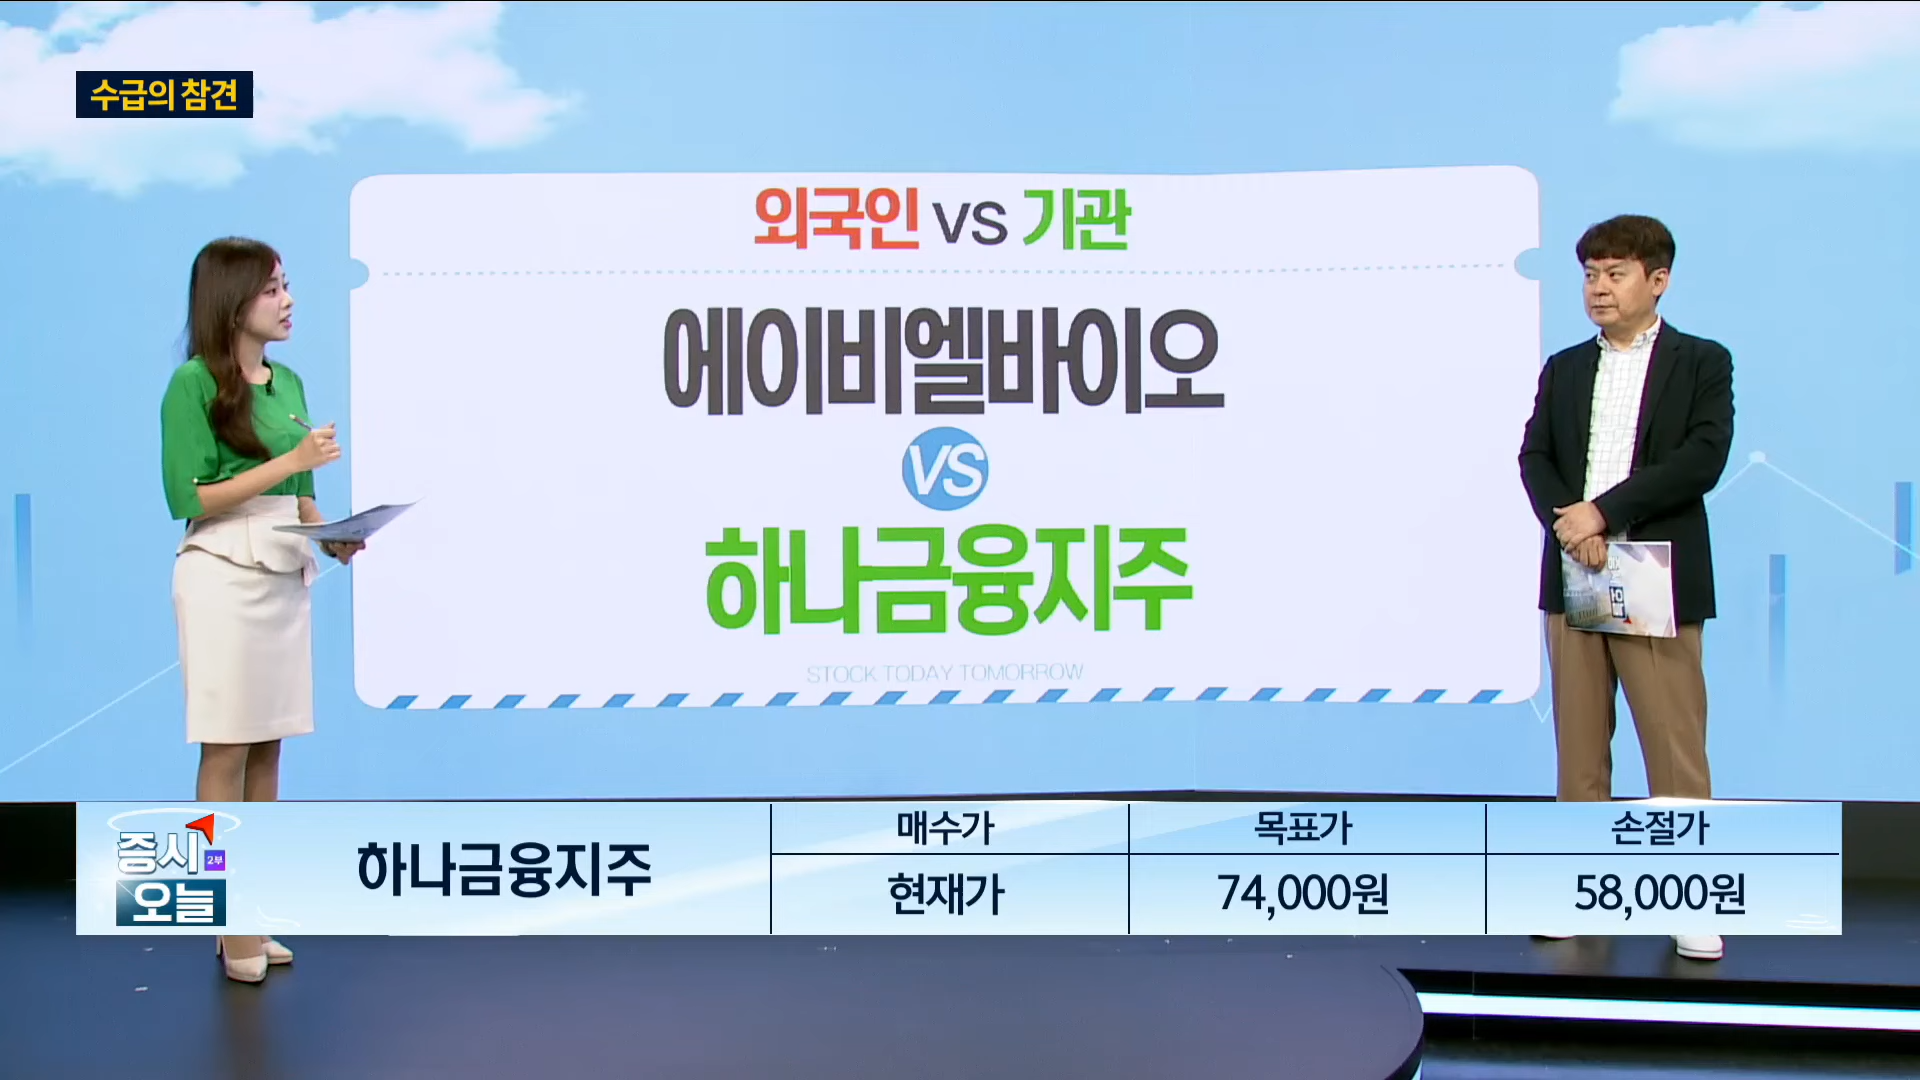 수급의 참견
외국인 VS 기관
에이비엘바이오
VS
하나금융지주
STOCK TODAY TOMORROW
증시 2부
오늘
하나금융지주
매수가
목표가
손절가
현재가
74,000원
58,000원